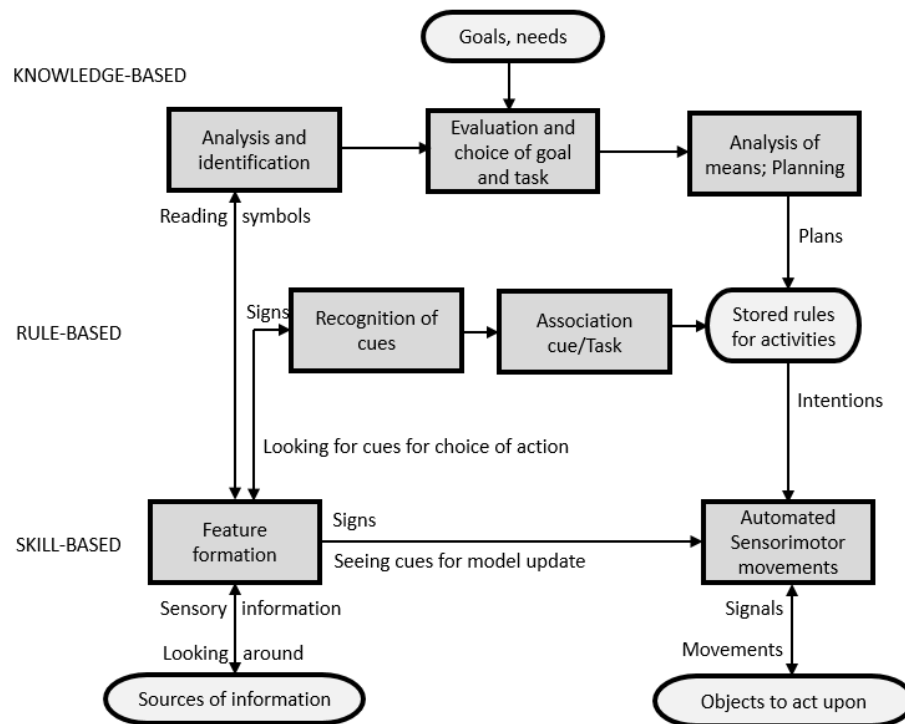 Goals, needs
KNOWLEDGE-BASED
Analysis and
identification
Evaluation and
choice of goal
and task
Analysis of
means; Planning
Reading symbols
Plans
RULE-BASED
Signs
Recognition of
cues
Association
cue/Task
Stored rules
for activities
Intentions
Looking for cues for choice of action
SKILL-BASED
Feature
formation
Signs
Seeing cues for model update
Automated
Sensorimotor
movements
Sensory information
Looking around
Signals
Movements
Sources of information
Objects to act upon